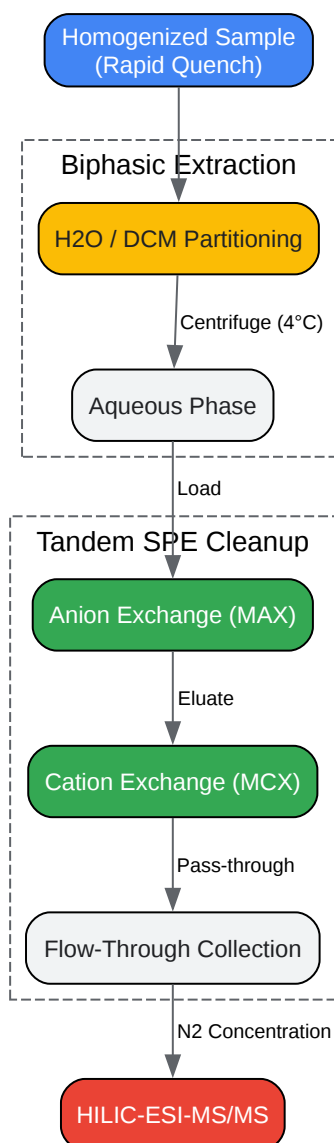 Homogenized Sample
(Rapid Quench)
Biphasic Extraction
H2O / DCM Partitioning
Centrifuge (4°C)
Aqueous Phase
Load
Tandem SPE Cleanup
Anion Exchange (MAX)
Eluate
Cation Exchange (MCX)
Pass-through
Flow-Through Collection
N2 Concentration
HILIC-ESI-MS/MS